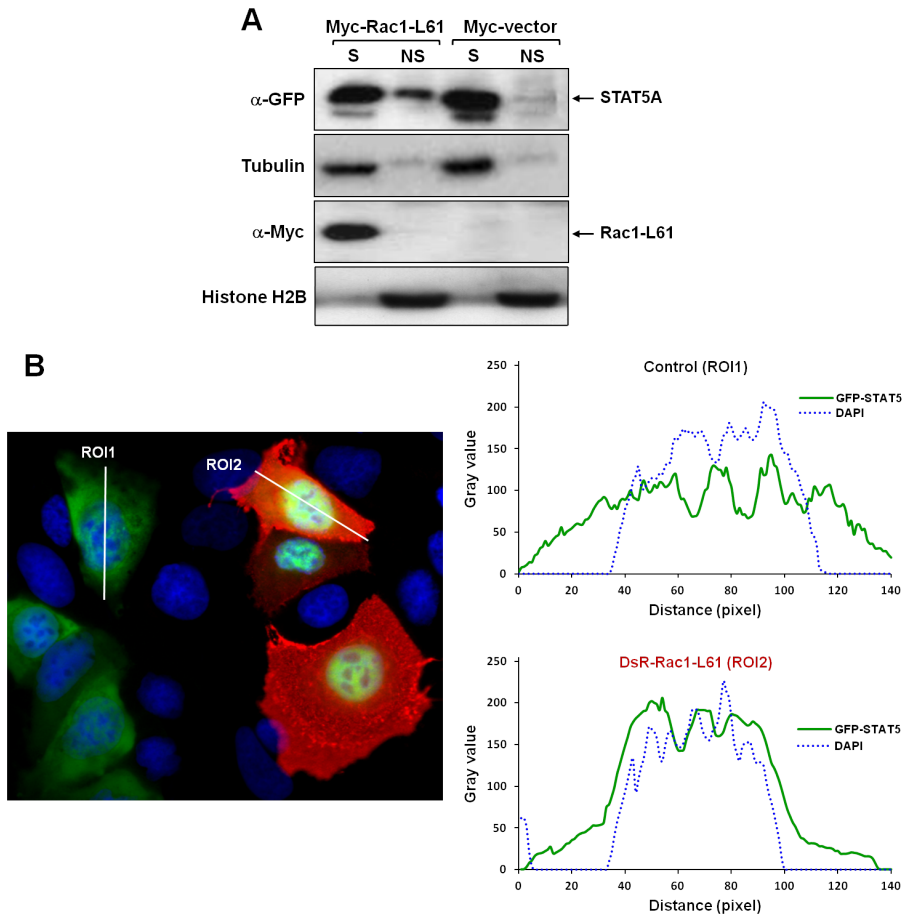 A
Myc-Rac1-L61 Myc-vector
S NS S NS
α-GFP STAT5A
Tubulin
α-Myc Rac1-L61
Histone H2B
B
ROI1
ROI2
Control (ROI1)
250
200
150
100
50
0
Gray value
GFP-STAT5
DAPI
0 20 40 60 80 100 120 140
Distance (pixel)
DsR-Rac1-L61 (ROI2)
250
200
150
100
50
0
Gray value
GFP-STAT5
DAPI
0 20 40 60 80 100 120 140
Distance (pixel)